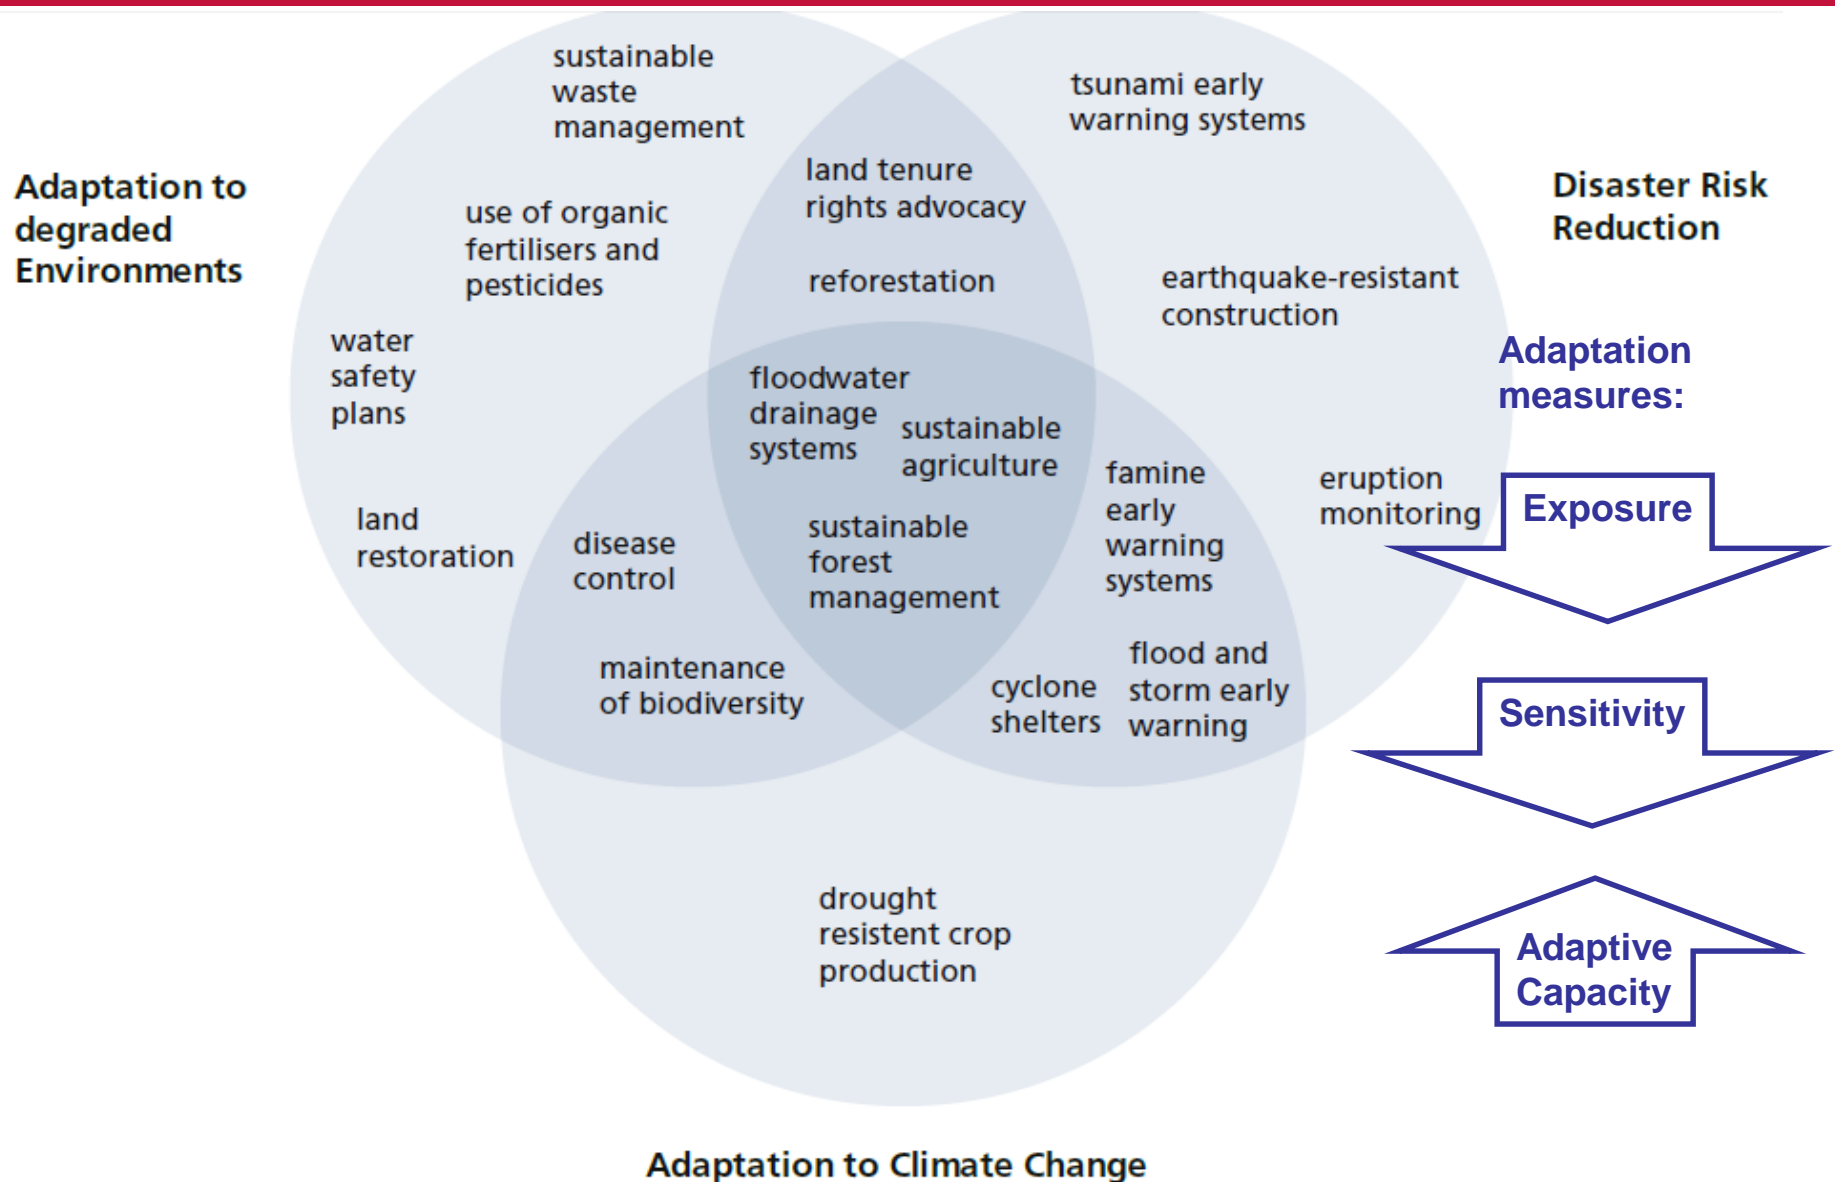 sustainable
waste
management
tsunami early
warning systems
Adaptation to
degraded
Environments
use of organic
fertilisers and
pesticides
land tenure
rights advocacy
reforestation
Disaster Risk
Reduction
earthquake-resistant
construction
water
safety
plans
floodwater
drainage
systems
sustainable
agriculture
Adaptation
measures:
famine
early
warning
systems
eruption
monitoring
Exposure
land
restoration
disease
control
sustainable
forest
management
maintenance
of biodiversity
cyclone
shelters
flood and
storm early
warning
Sensitivity
drought
resistent crop
production
Adaptive
Capacity
Adaptation to Climate Change